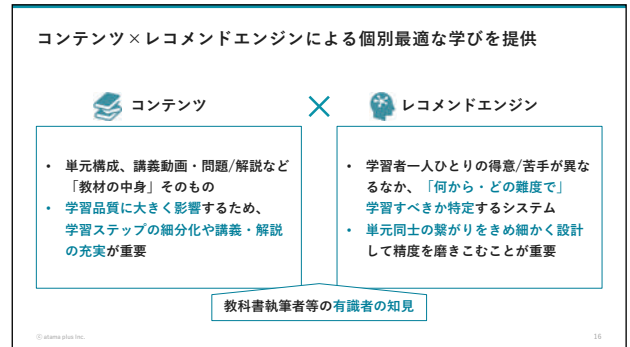 コンテンツ×レコメンドエンジンによる個別最適な学びを提供
コンテンツ
×
レコメンドエンジン
• 単元構成、講義動画・問題/解説など
「教材の中身」そのもの
• 学習品質に大きく影響するため、
学習ステップの細分化や講義・解説
の充実が重要
• 学習者一人ひとりの得意/苦手が異な
るなか、「何から・どの難度で」
学習すべきか特定するシステム
• 単元同士の繋がりをきめ細かく設計
して精度を磨きこむことが重要
教科書執筆者等の有識者の知見
© atama plus Inc.
16